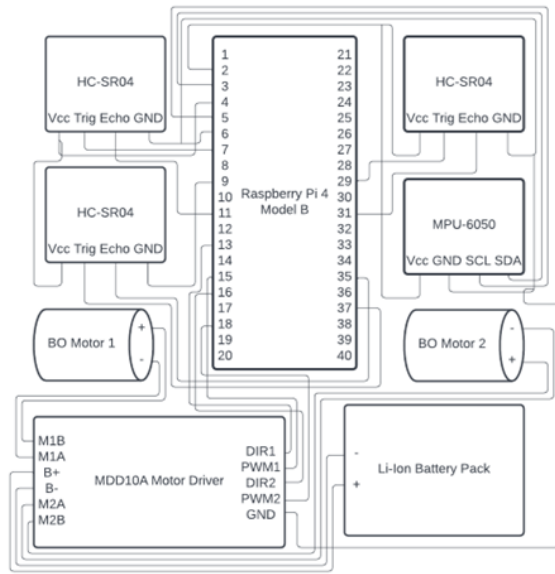 HC-SR04
Vcc Trig Echo GND
HC-SR04
Vcc Trig Echo GND
BO Motor 1
+
-
1
2
3
4
5
6
7
8
9
10
11
12
13
14
15
16
17
18
19
20
Raspberry Pi 4
Model B
21
22
23
24
25
26
27
28
29
30
31
32
33
34
35
36
37
38
39
40
HC-SR04
Vcc Trig Echo GND
MPU-6050
Vcc GND SCL SDA
BO Motor 2
-
+
M1B
M1A
B+
B-
M2A
M2B
MDD10A Motor Driver
DIR1
PWM1
DIR2
PWM2
GND
-
+
Li-Ion Battery Pack